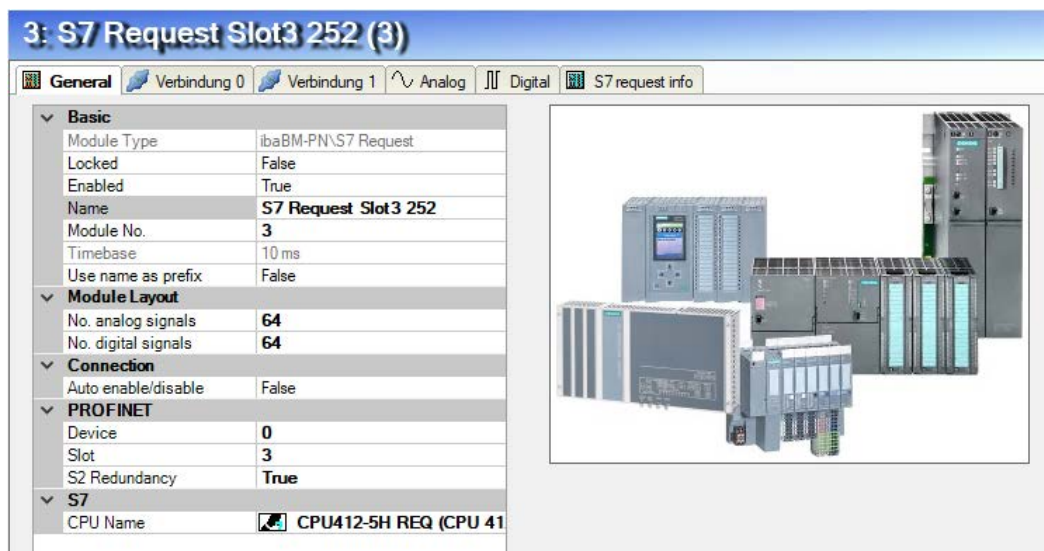 3: S7 Request Slot3 252 (3)
General Verbindung 0 Verbindung 1 Analog Digital S7 request info
Basic
Module Type ibaBM-PN\S7 Request
Locked False
Enabled True
Name S7 Request Slot3 252
Module No. 3
Timebase 10 ms
Use name as prefix False
Module Layout
No. analog signals 64
No. digital signals 64
Connection
Auto enable/disable False
PROFINET
Device 0
Slot 3
S2 Redundancy True
S7
CPU Name CPU412-5H REQ (CPU 41